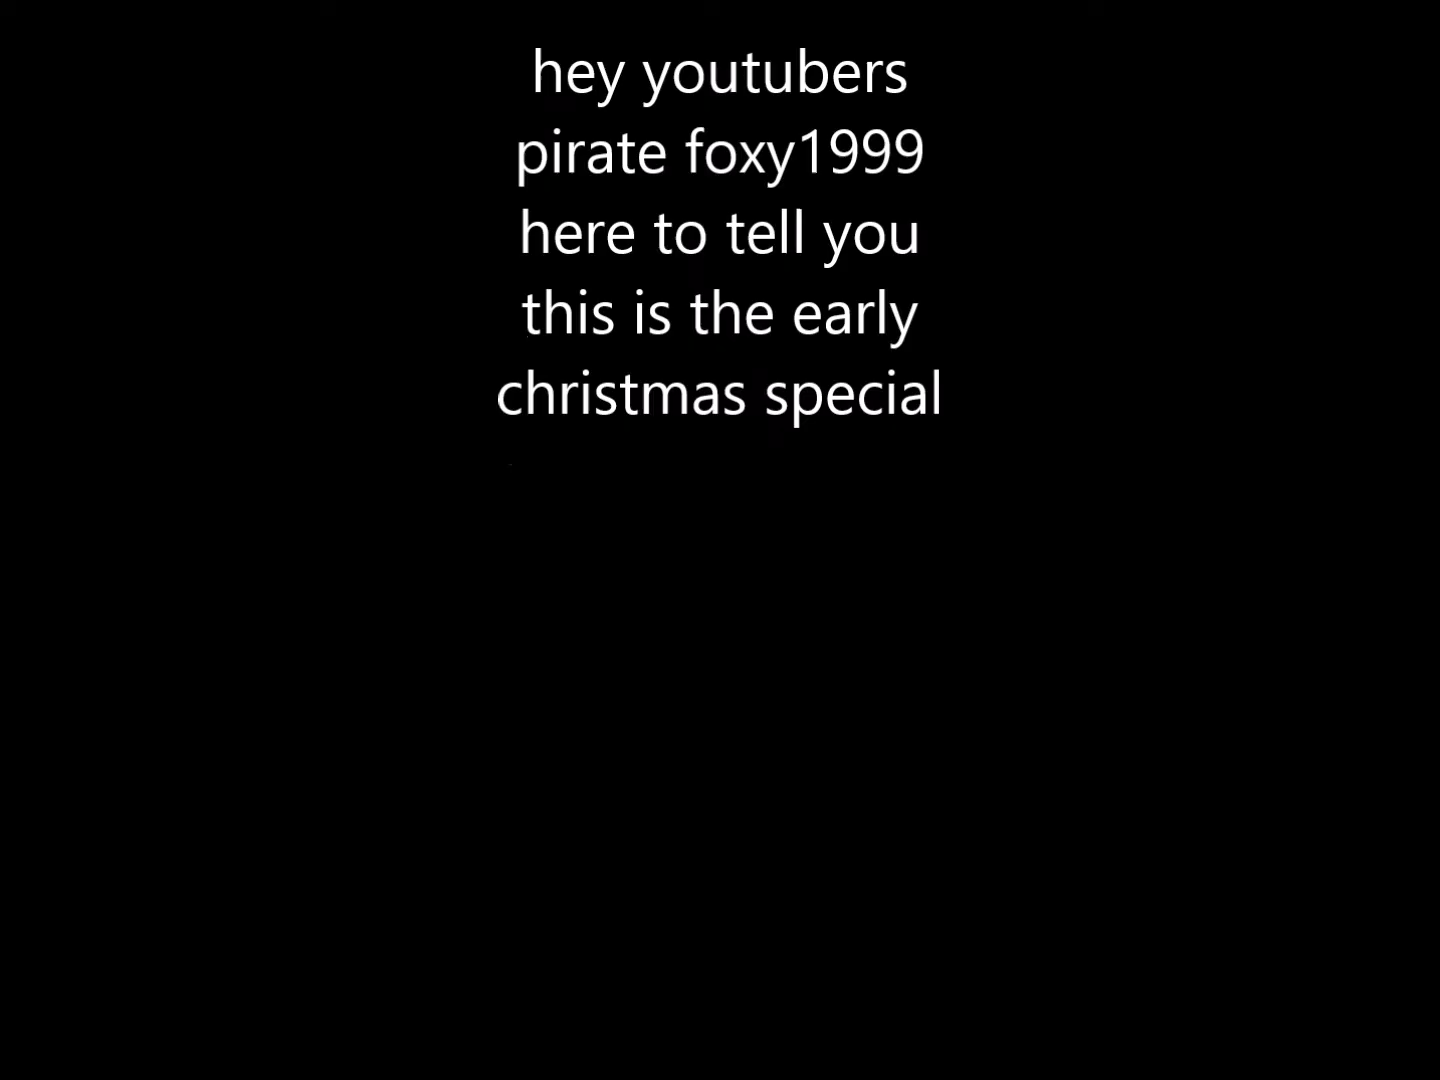 hey youtubers
pirate foxy1999
here to tell you
this is the early
christmas special